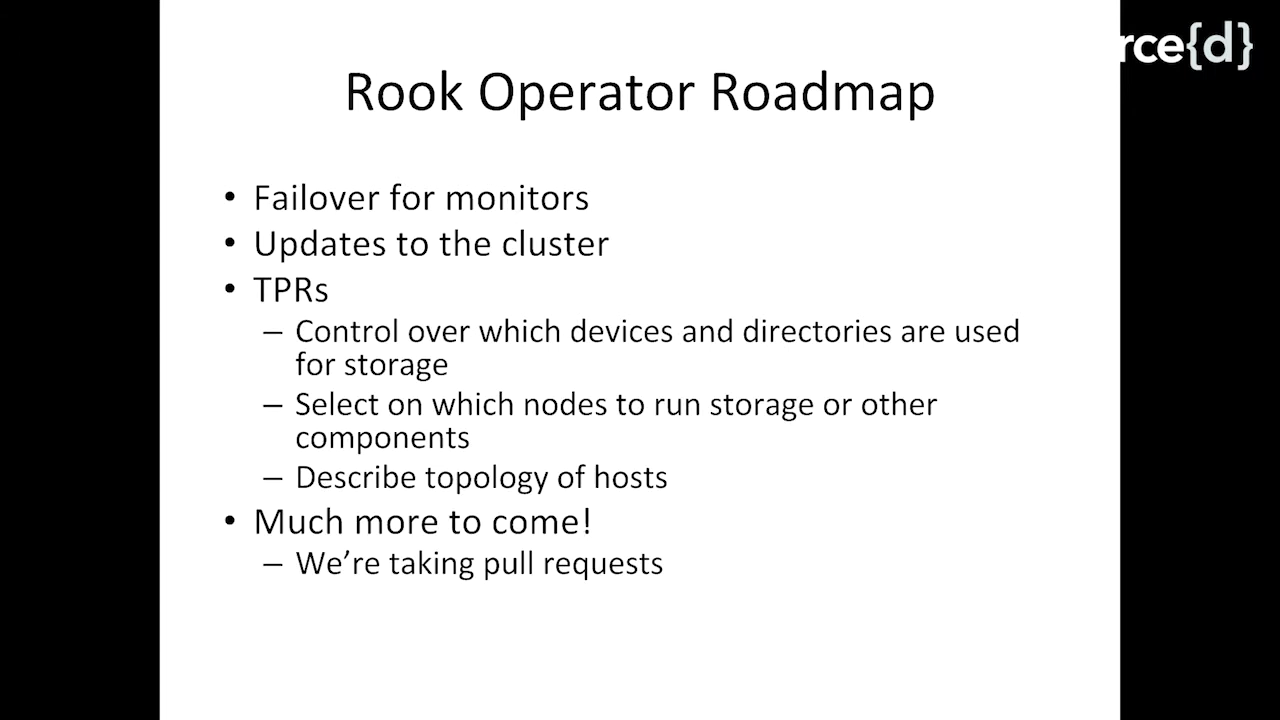 rce{d}
Rook Operator Roadmap
• Failover for monitors
• Updates to the cluster
• TPRs
– Control over which devices and directories are used
for storage
– Select on which nodes to run storage or other
components
– Describe topology of hosts
• Much more to come!
– We’re taking pull requests